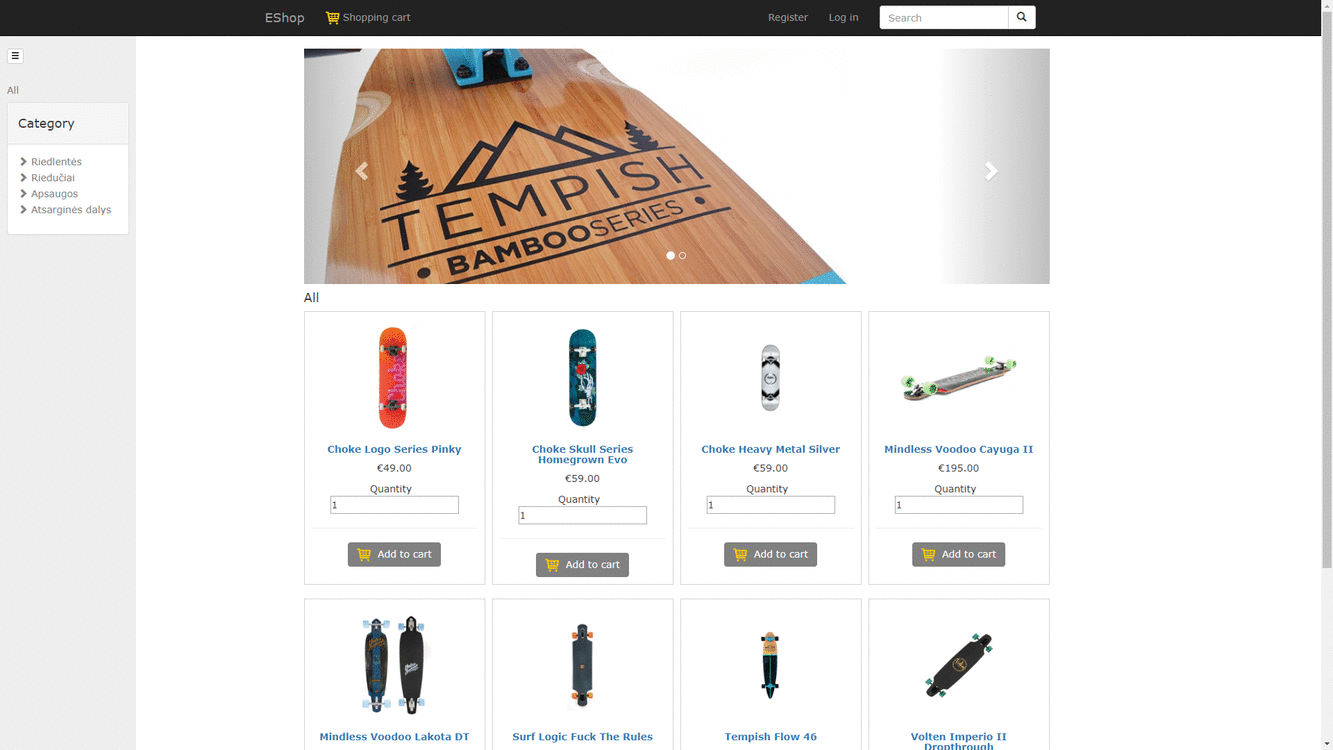 EShop
Shopping cart
Register
Log in
Search
All
Category
Riedlentės
Riedučiai
Apsaugos
Atsarginės dalys
TEMPISH
BAMBOOSERIES
All
Choke Logo Series Pinky
€49.00
Quantity
1
Add to cart
Choke Skull Series
Homegrown Evo
€59.00
Quantity
1
Add to cart
Choke Heavy Metal Silver
€59.00
Quantity
1
Add to cart
Mindless Voodoo Cayuga II
€195.00
Quantity
1
Add to cart
Mindless Voodoo Lakota DT
Surf Logic Fuck The Rules
Tempish Flow 46
Volten Imperio II
Dropthrough